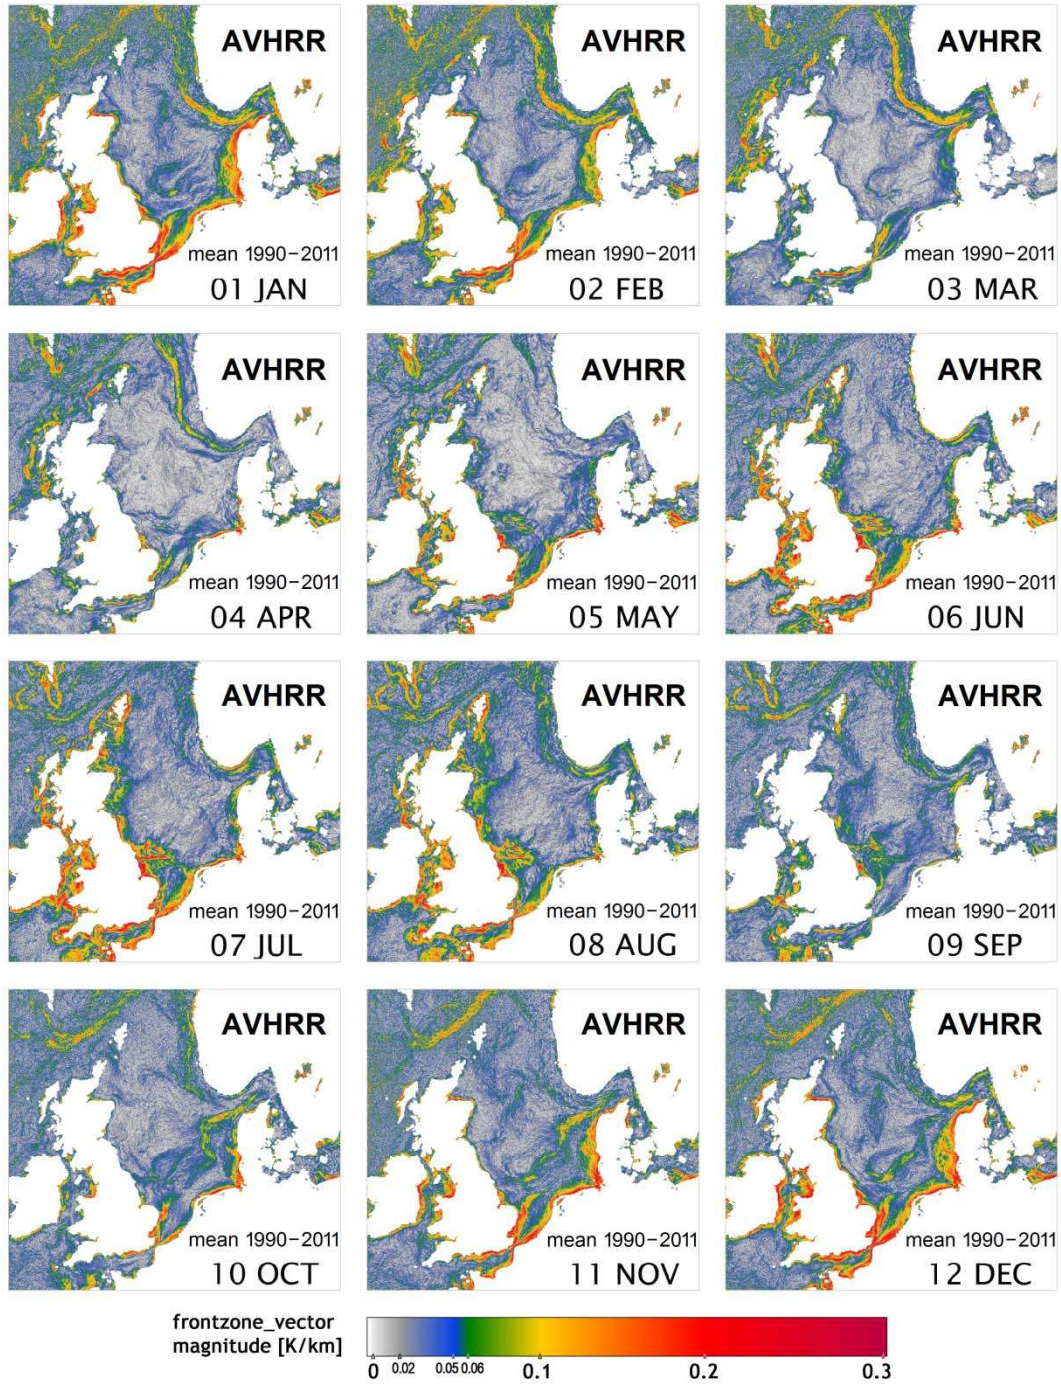 AVHRR
mean 1990-2011
01 JAN
AVHRR
mean 1990-2011
02 FEB
AVHRR
mean 1990-2011
03 MAR
AVHRR
mean 1990-2011
04 APR
AVHRR
mean 1990-2011
05 MAY
AVHRR
mean 1990-2011
06 JUN
AVHRR
mean 1990-2011
07 JUL
AVHRR
mean 1990-2011
08 AUG
AVHRR
mean 1990-2011
09 SEP
AVHRR
mean 1990-2011
10 OCT
AVHRR
mean 1990-2011
11 NOV
AVHRR
mean 1990-2011
12 DEC
frontzone_vector
magnitude [K/km]
0 0.02 0.05 0.06 0.1 0.2 0.3